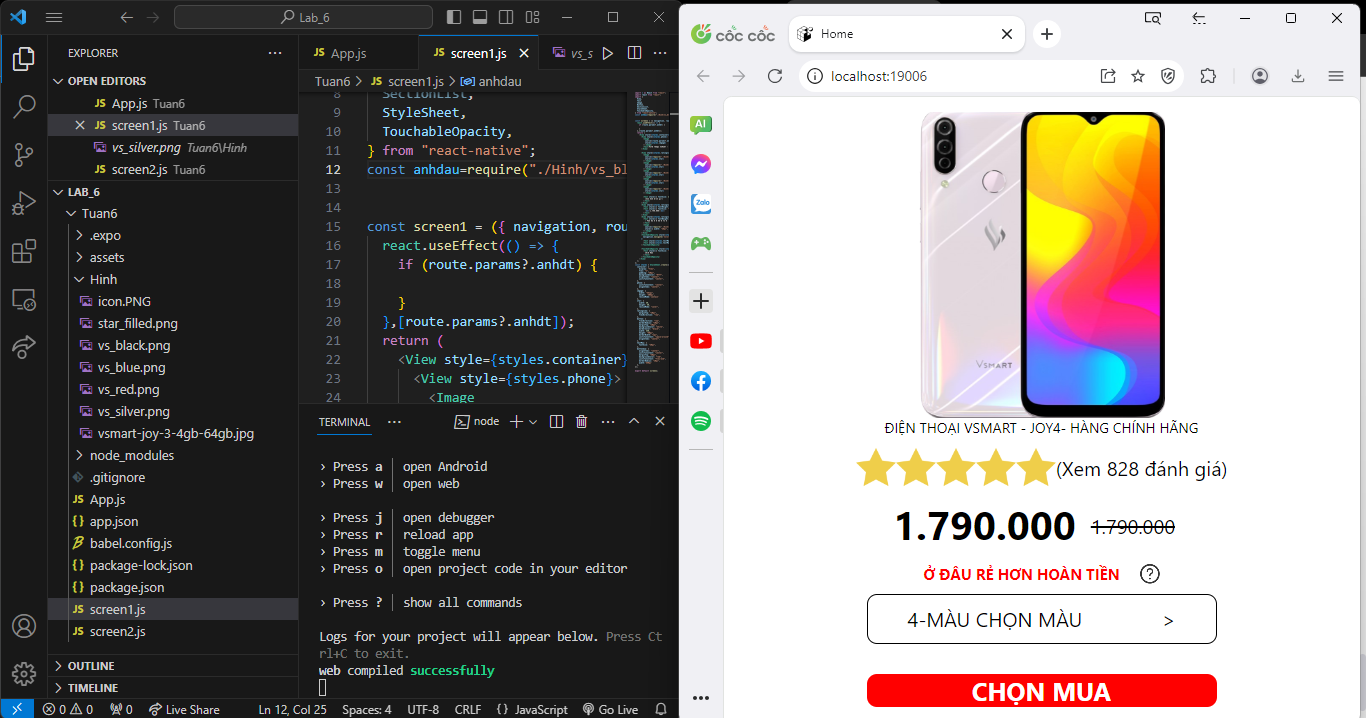 Lab_6
EXPLORER
OPEN EDITORS
JS App.js Tuan6
JS screen1.js Tuan6
vs_silver.png Tuan6\Hinh
JS screen2.js Tuan6
LAB_6
Tuan6
.expo
assets
Hinh
icon.PNG
star_filled.png
vs_black.png
vs_blue.png
vs_red.png
vs_silver.png
vsmart-joy-3-4gb-64gb.jpg
node_modules
.gitignore
JS App.js
{} app.json
babel.config.js
{} package-lock.json
{} package.json
JS screen1.js
JS screen2.js
OUTLINE
TIMELINE
JS App.js
JS screen1.js
vs_s
Tuan6 > JS screen1.js > anhdau
8 SectionList,
9 StyleSheet,
10 TouchableOpacity,
11 } from "react-native";
12 const anhdau=require("./Hinh/vs_bl
13
14
15 const screen1 = ({ navigation, rou
16 react.useEffect(() => {
17 if (route.params?.anhdt) {
18
19 }
20 },[route.params?.anhdt]);
21 return (
22 <View style={styles.container}
23 <View style={styles.phone}>
24 <Image
TERMINAL
node
› Press a │ open Android
› Press w │ open web
› Press j │ open debugger
› Press r │ reload app
› Press m │ toggle menu
› Press o │ open project code in your editor
› Press ? │ show all commands
Logs for your project will appear below. Press Ct
rl+C to exit.
web compiled successfully
0 0 0 Live Share Ln 12, Col 25 Spaces: 4 UTF-8 CRLF {} JavaScript Go Live
cốc cốc
Home
localhost:19006
AI
Zalo
VSMART
ĐIỆN THOẠI VSMART - JOY4- HÀNG CHÍNH HÃNG
(Xem 828 đánh giá)
1.790.000 1.790.000
Ở ĐÂU RẺ HƠN HOÀN TIỀN ?
4-MÀU CHỌN MÀU >
CHỌN MUA